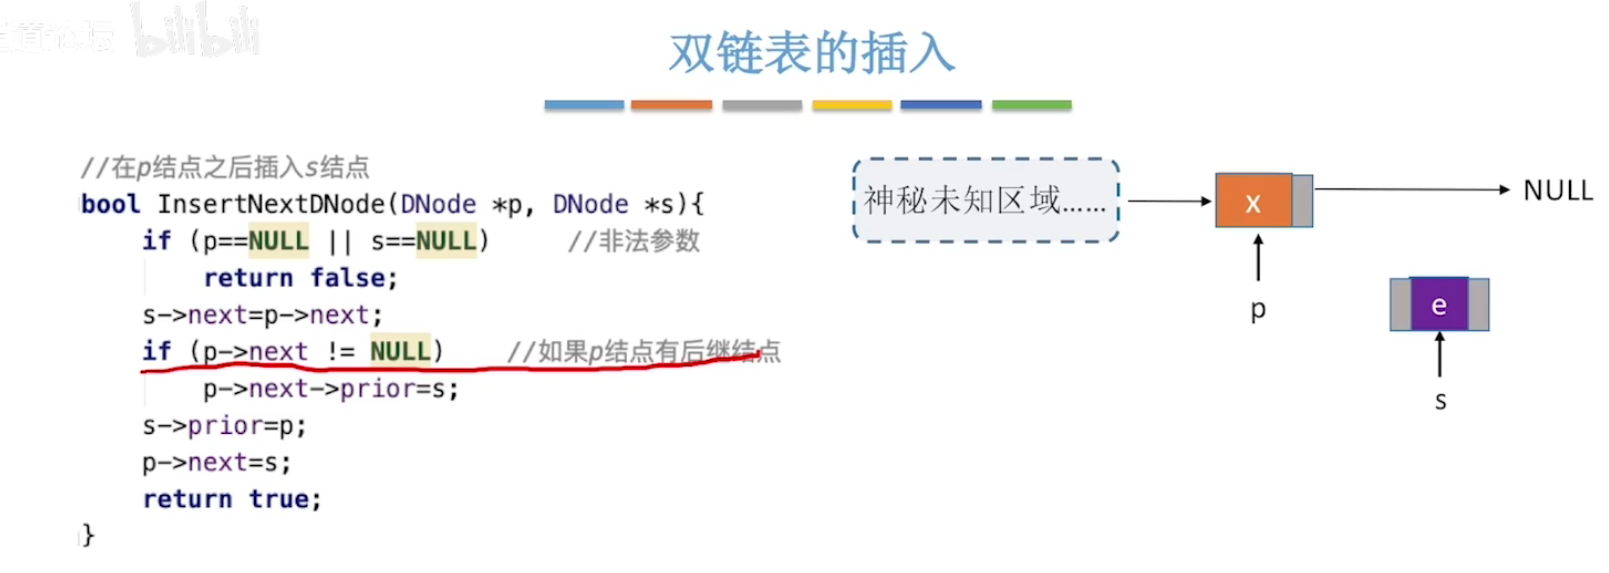 道论坛 bilibili
双链表的插入
//在p结点之后插入s结点
bool InsertNextDNode(DNode *p, DNode *s){
if (p==NULL || s==NULL) //非法参数
return false;
s->next=p->next;
if (p->next != NULL) //如果p结点有后继结点
p->next->prior=s;
s->prior=p;
p->next=s;
return true;
}
神秘未知区域……
x
NULL
p
e
s